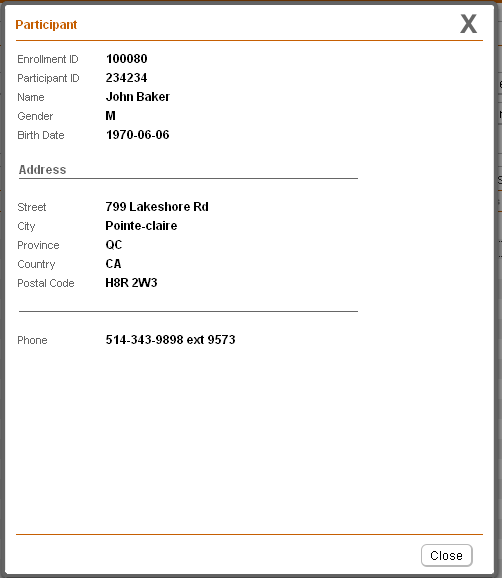 Participant X
Enrollment ID 100080
Participant ID 234234
Name John Baker
Gender M
Birth Date 1970-06-06
Address
Street 799 Lakeshore Rd
City Pointe-claire
Province QC
Country CA
Postal Code H8R 2W3
Phone 514-343-9898 ext 9573
Close